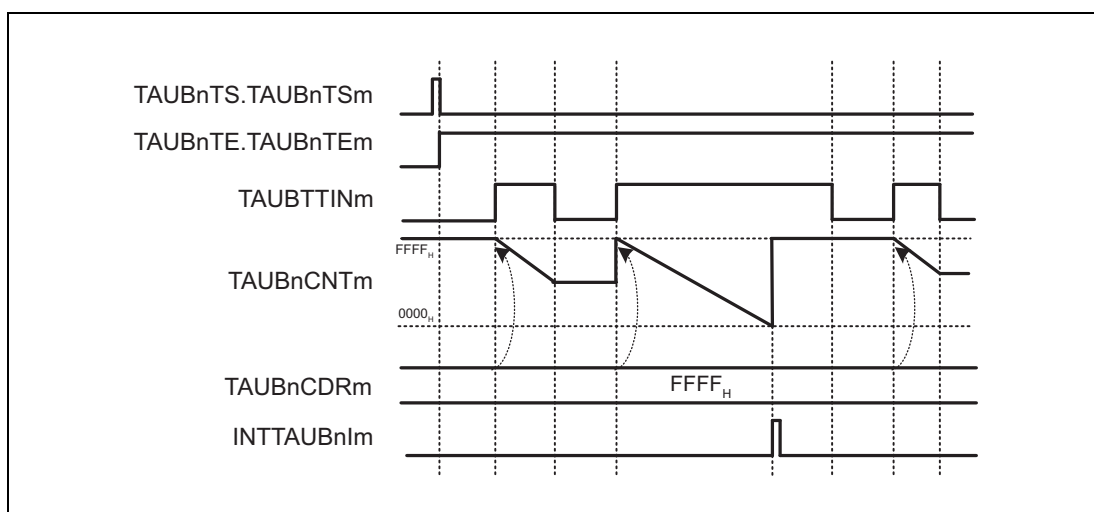 TAUBnTS.TAUBnTSm
TAUBnTE.TAUBnTEm
TAUBTTINm
FFFFH
TAUBnCNTm
0000H
TAUBnCDRm
FFFFH
INTTAUBnIm